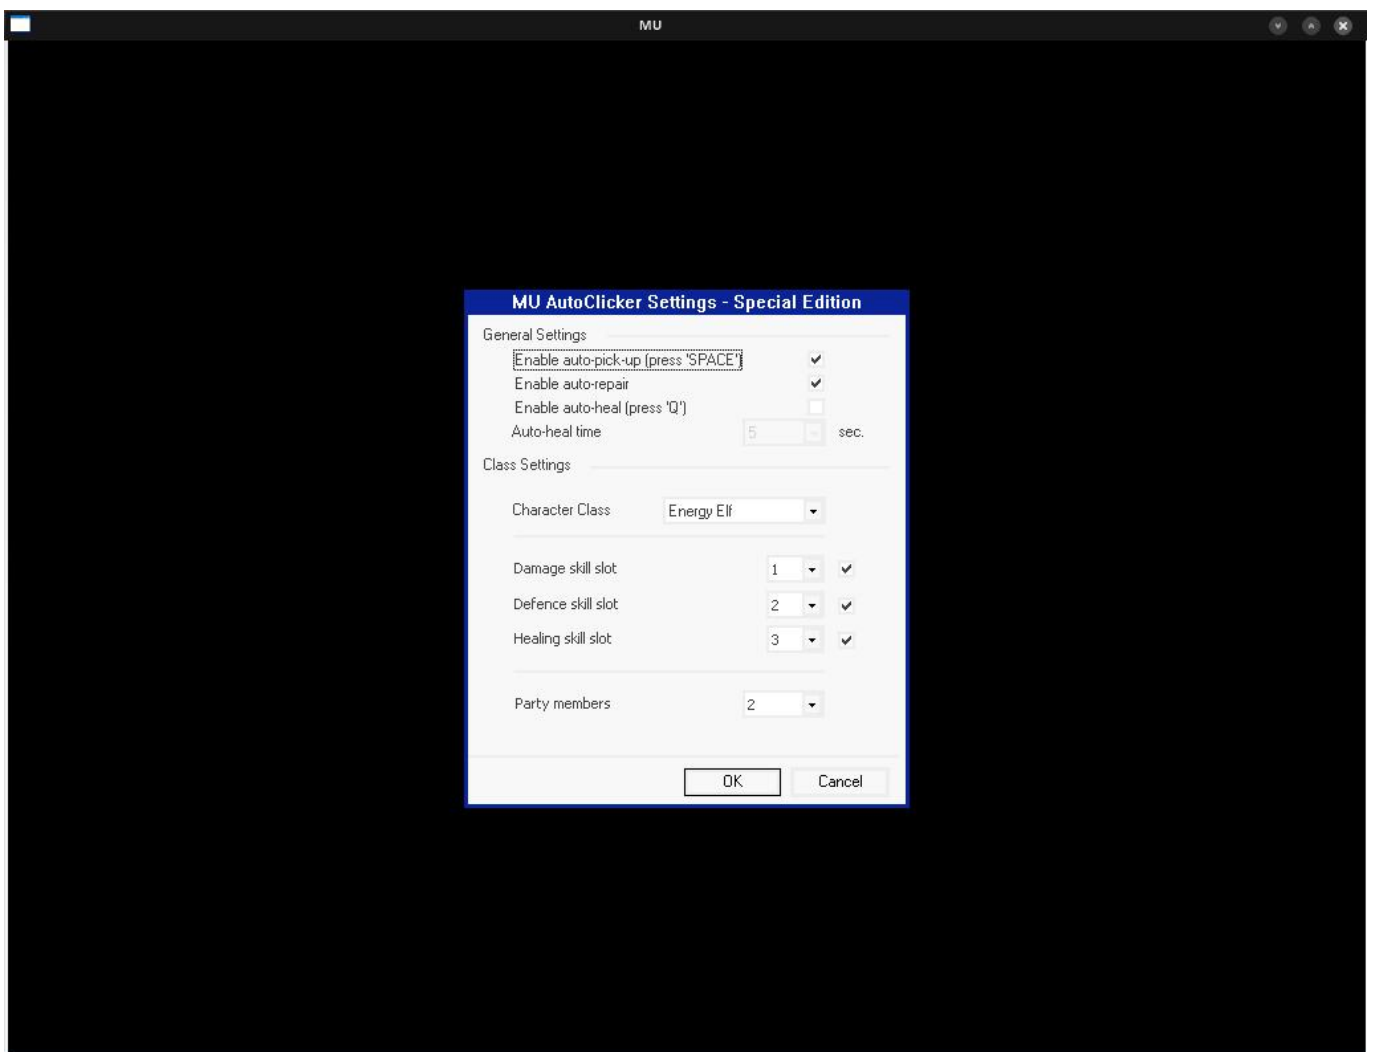 MU
MU AutoClicker Settings - Special Edition
General Settings
Enable auto-pick-up (press 'SPACE')
Enable auto-repair
Enable auto-heal (press 'Q')
Auto-heal time 5 sec.
Class Settings
Character Class Energy Elf
Damage skill slot 1
Defence skill slot 2
Healing skill slot 3
Party members 2
OK Cancel